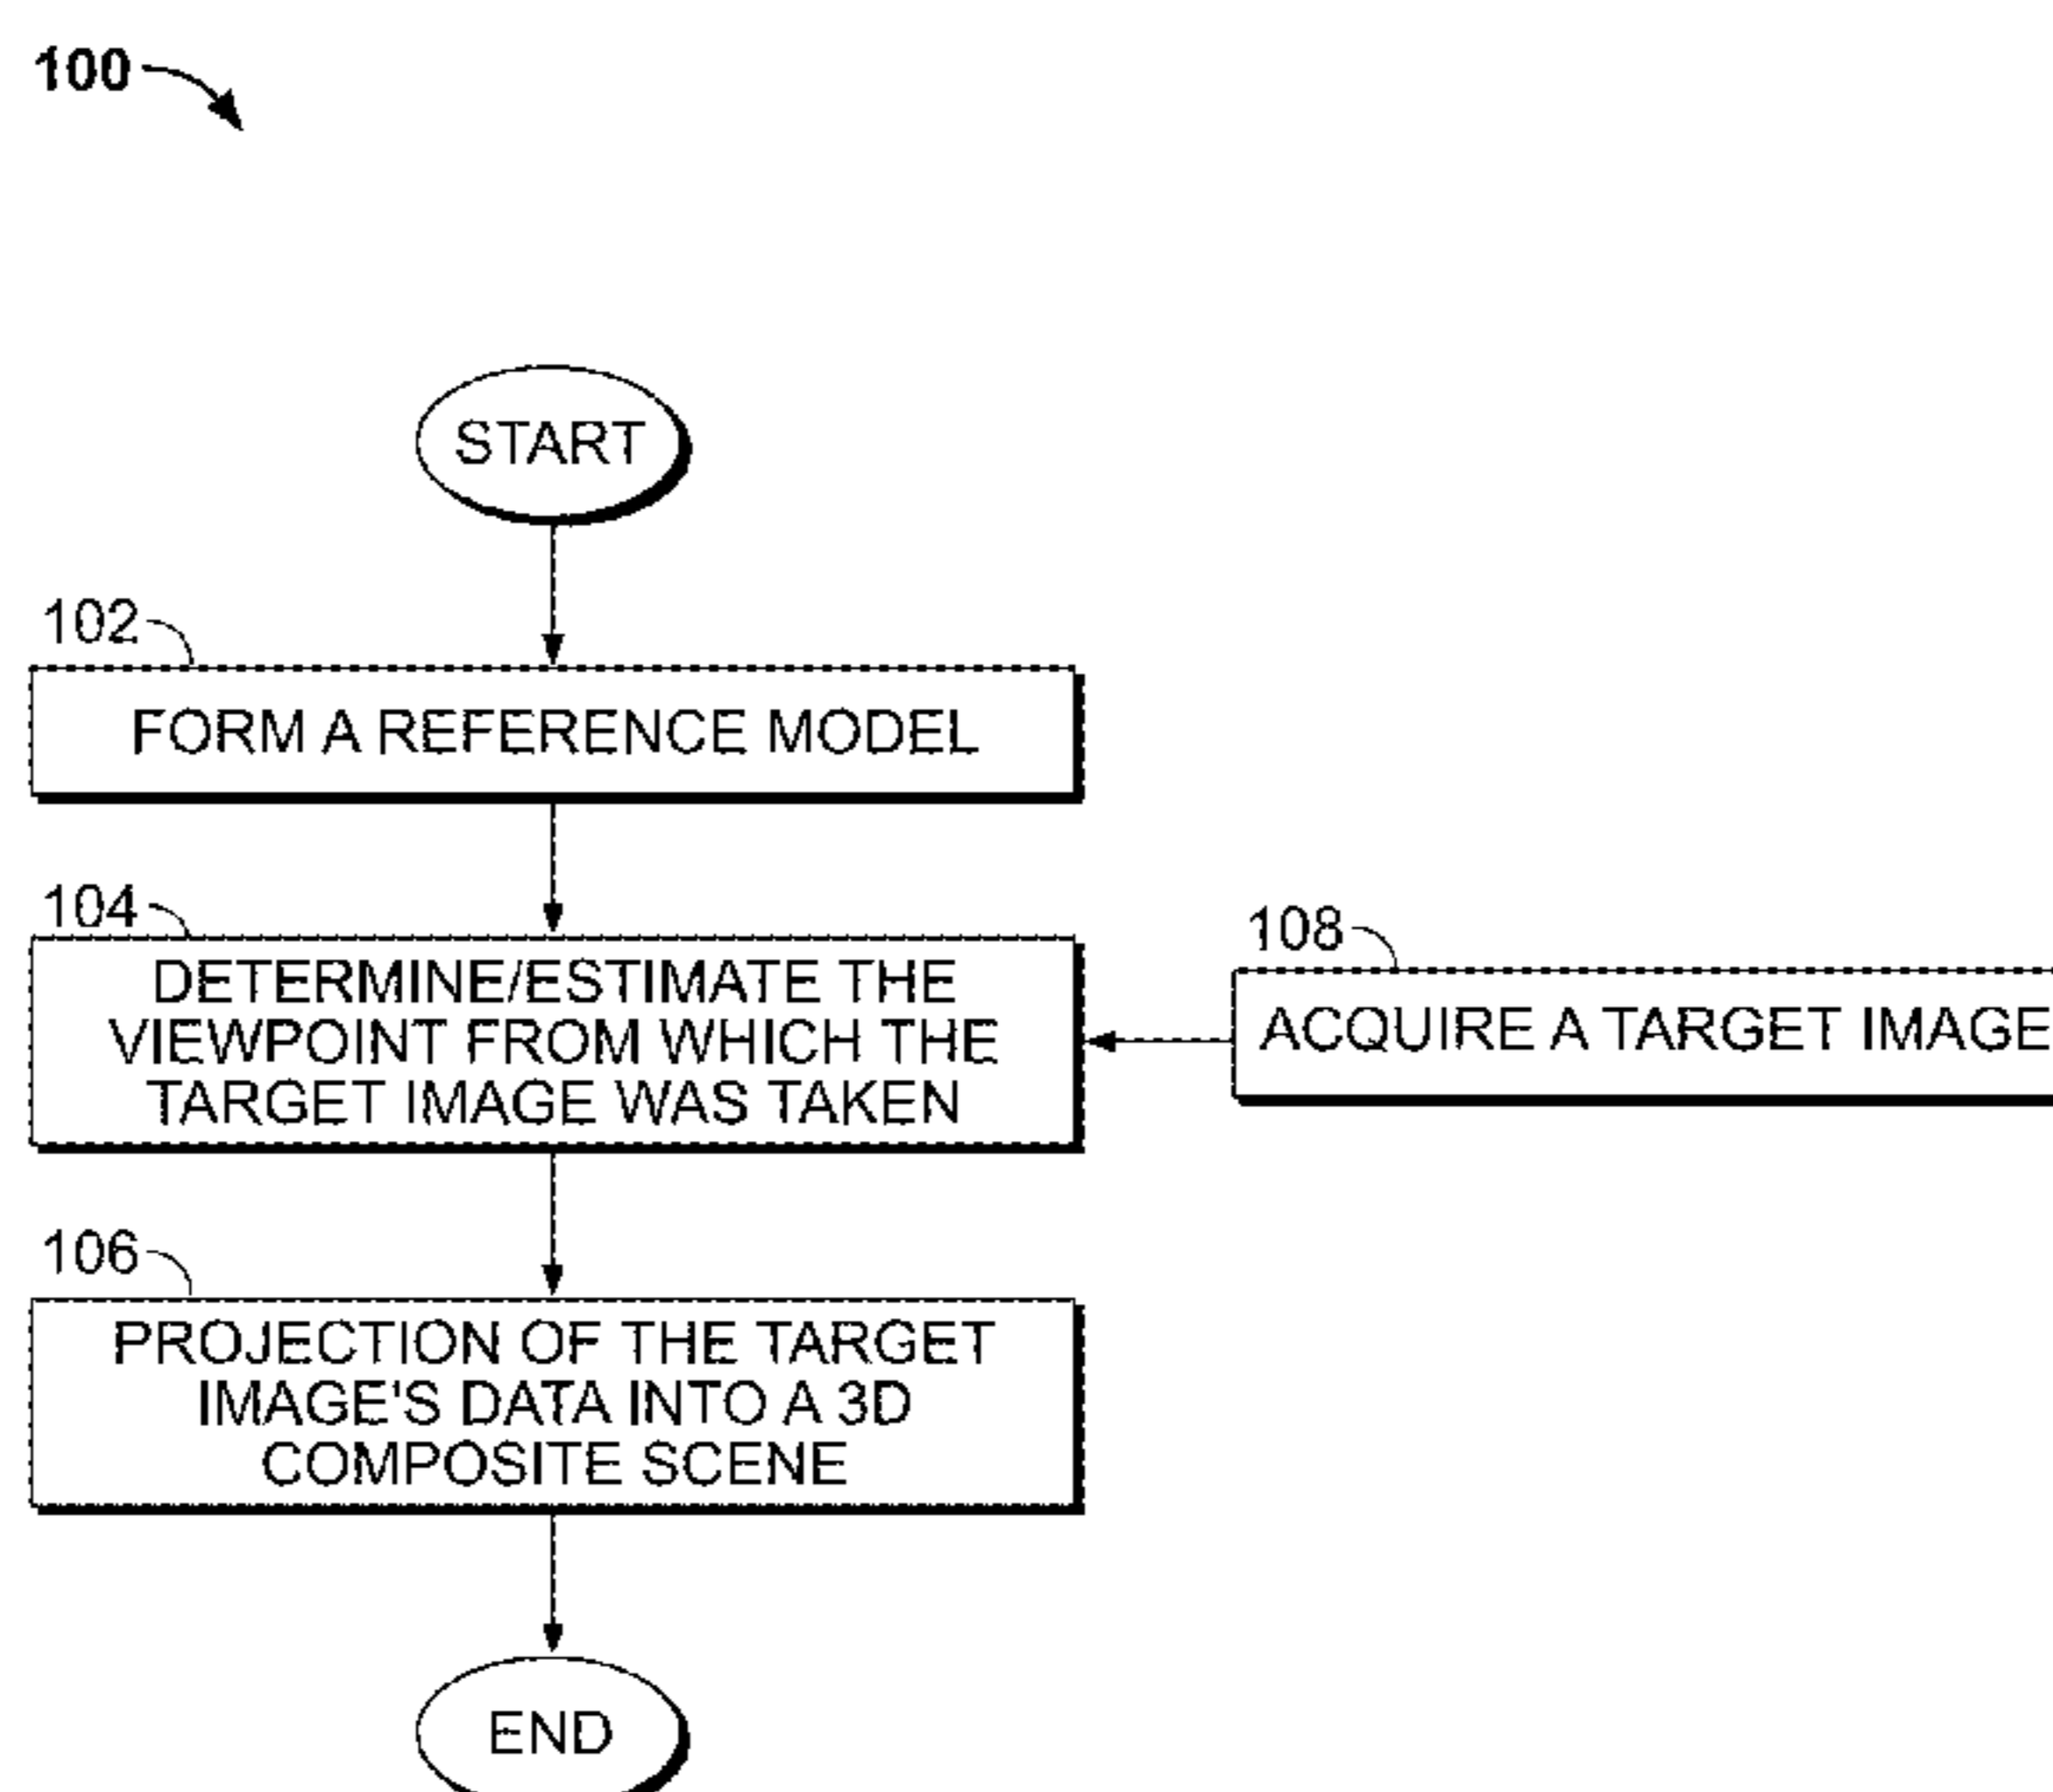 100
START
102
FORM A REFERENCE MODEL
104
DETERMINE/ESTIMATE THE
VIEWPOINT FROM WHICH THE
TARGET IMAGE WAS TAKEN
108
ACQUIRE A TARGET IMAGE
106
PROJECTION OF THE TARGET
IMAGE'S DATA INTO A 3D
COMPOSITE SCENE
END